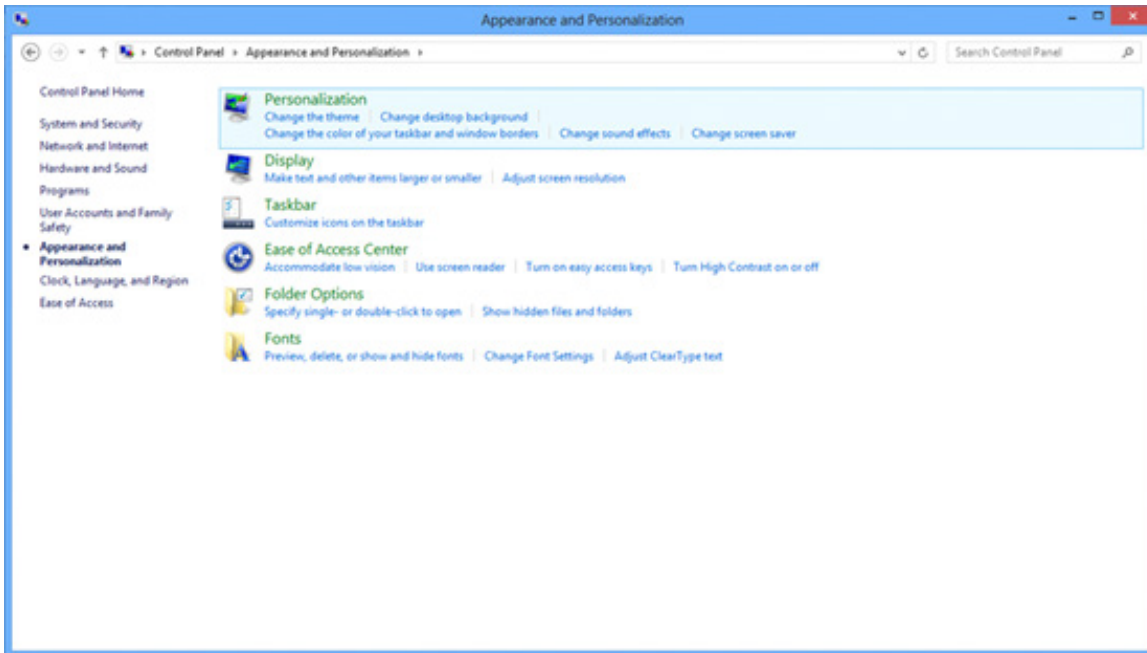 Appearance and Personalization
Control Panel Appearance and Personalization
Search Control Panel
Control Panel Home
System and Security
Network and Internet
Hardware and Sound
Programs
User Accounts and Family
Safety
Appearance and
Personalization
Clock, Language, and Region
Ease of Access
Personalization
Change the theme Change desktop background
Change the color of your taskbar and window borders Change sound effects Change screen saver
Display
Make text and other items larger or smaller Adjust screen resolution
Taskbar
Customize icons on the taskbar
Ease of Access Center
Accommodate low vision Use screen reader Turn on easy access keys Turn High Contrast on or off
Folder Options
Specify single- or double-click to open Show hidden files and folders
Fonts
Preview, delete, or show and hide fonts Change Font Settings Adjust ClearType text